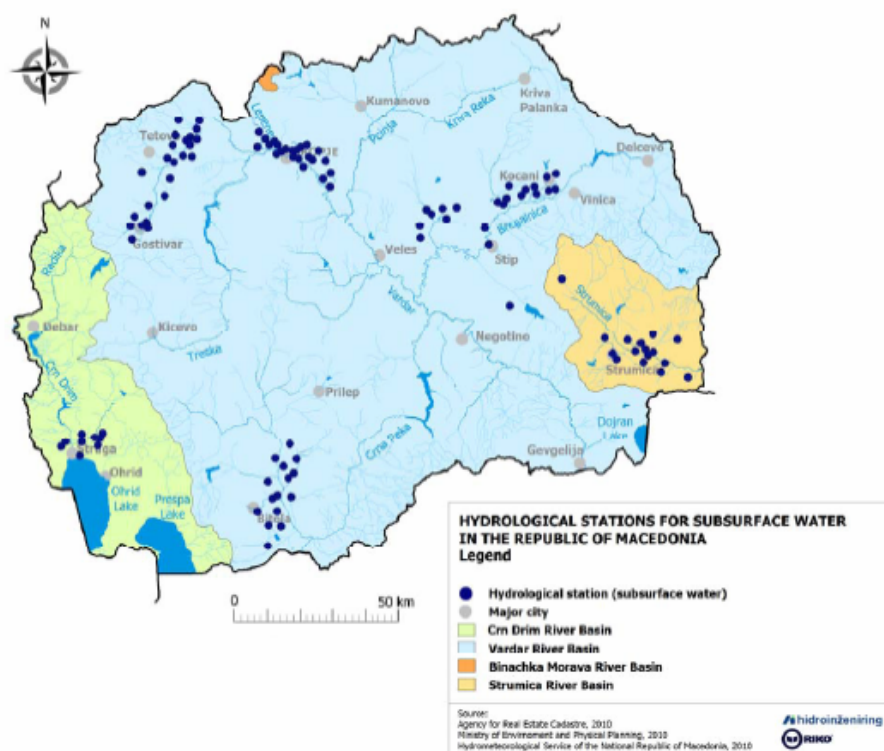 N
Kumanovo
Kriva
Palanka
Kriva Reka
Pcinja
Lepenec
Tetovo
Delcevo
Kocani
Vinica
Bregalnica
Gostivar
Veles
Stip
Radika
Vardar
Strumica
Debar
Kicevo
Treska
Negotino
Strumica
Crn Drim
Prilep
Dojran
Lake
Crna Peka
Gevgelija
Struga
Ohrid
Ohrid
Lake
Prespa
Lake
Bitola
0 50 km
HYDROLOGICAL STATIONS FOR SUBSURFACE WATER
IN THE REPUBLIC OF MACEDONIA
Legend
Hydrological station (subsurface water)
Major city
Crn Drim River Basin
Vardar River Basin
Binachka Morava River Basin
Strumica River Basin
Source:
Agency for Real Estate Cadastre, 2010
Ministry of Enviroment and Physical Planning, 2010
Hydrometeorological Service of the National Republic of Macedonia, 2010
hidroinženiring
RIKO